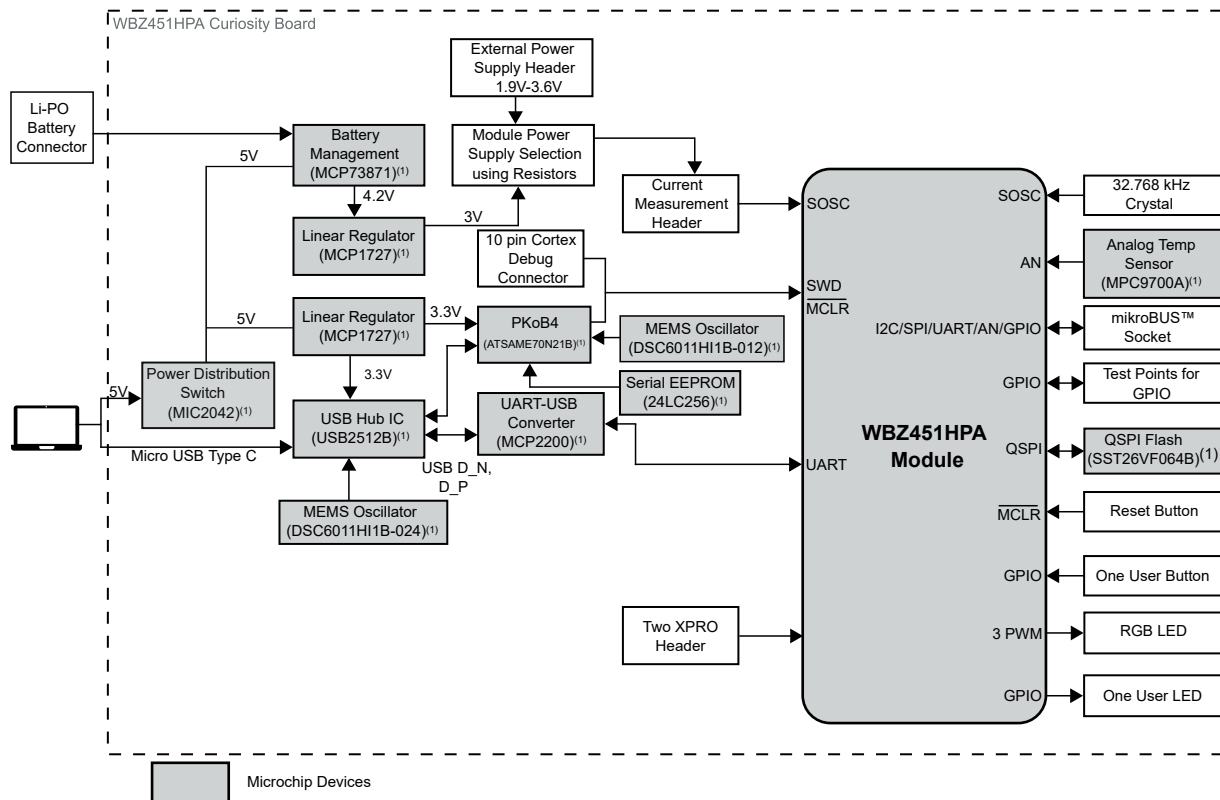 WBZ451HPA Curiosity Board
External Power
Supply Header
1.9V-3.6V
Li-PO
Battery
Connector
Battery
Management
(MCP73871)(1)
5V
4.2V
Module Power
Supply Selection
using Resistors
Current
Measurement
Header
Linear Regulator
(MCP1727)(1)
3V
10 pin Cortex
Debug
Connector
Linear Regulator
(MCP1727)(1)
5V
3.3V
3.3V
PKoB4
(ATSAME70N21B)(1)
MEMS Oscillator
(DSC6011HI1B-012)(1)
Serial EEPROM
(24LC256)(1)
5V
Power Distribution
Switch
(MIC2042)(1)
USB Hub IC
(USB2512B)(1)
UART-USB
Converter
(MCP2200)(1)
Micro USB Type C
USB D_N,
D_P
MEMS Oscillator
(DSC6011HI1B-024)(1)
Two XPRO
Header
SOSC
SWD
MCLR
UART
WBZ451HPA
Module
SOSC
32.768 kHz
Crystal
AN
Analog Temp
Sensor
(MPC9700A)(1)
I2C/SPI/UART/AN/GPIO
mikroBUS™
Socket
GPIO
Test Points for
GPIO
QSPI
QSPI Flash
(SST26VF064B)(1)
MCLR
Reset Button
GPIO
One User Button
3 PWM
RGB LED
GPIO
One User LED
Microchip Devices